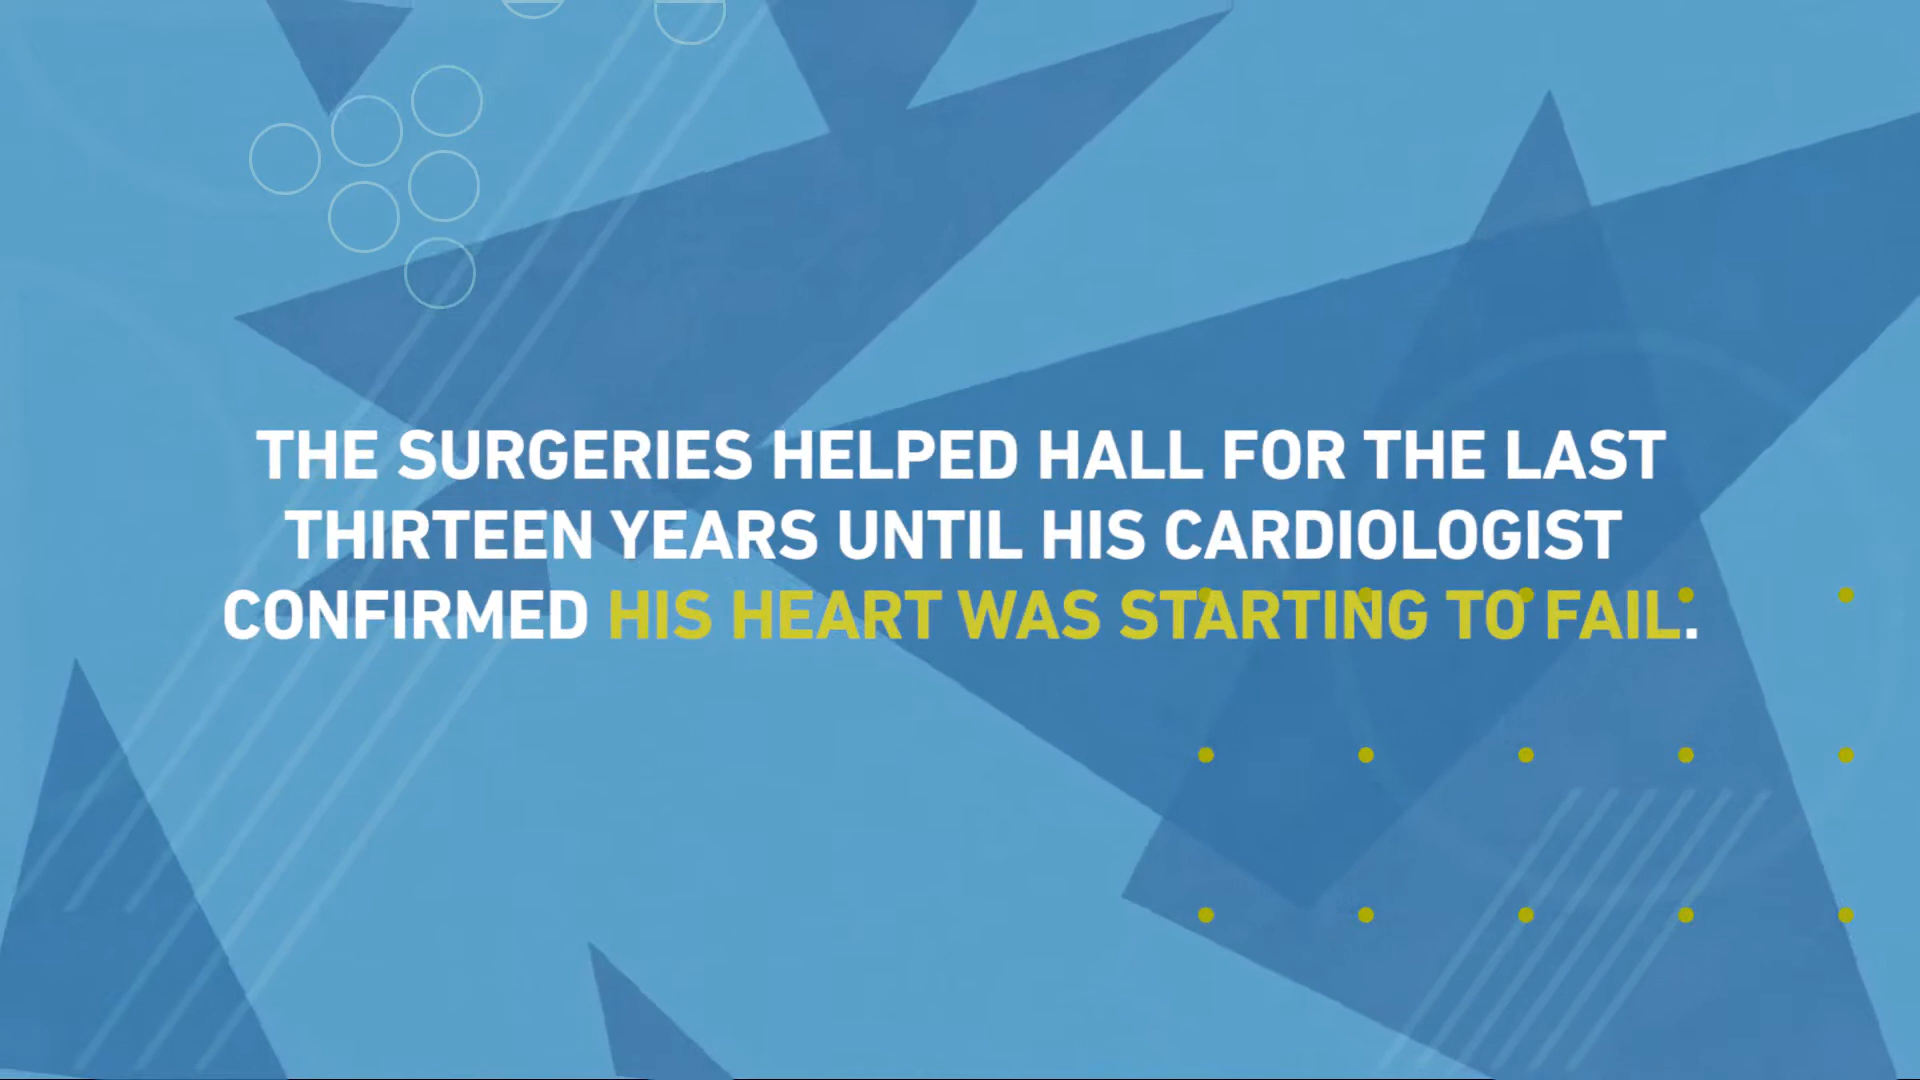 THE SURGERIES HELPED HALL FOR THE LAST
THIRTEEN YEARS UNTIL HIS CARDIOLOGIST
CONFIRMED HIS HEART WAS STARTING TO FAIL.